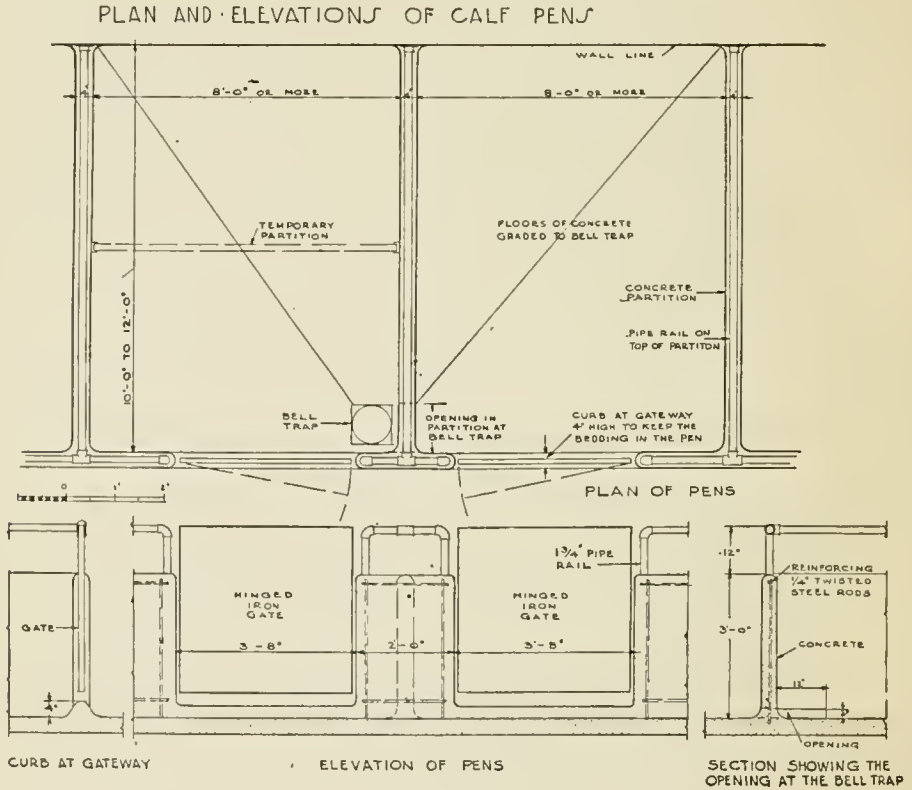 PLAN AND ELEVATIONS OF CALF PENS
WALL LINE
8'-0" OR MORE
8-0" OR MORE
4"
4"
4"
TEMPORARY
PARTITION
FLOORS OF CONCRETE
GRADED TO BELL TRAP
10'-0" TO 12'-0"
CONCRETE
PARTITION
PIPE RAIL ON
TOP OF PARTITON
BELL
TRAP
OPENING IN
PARTITION AT
BELL TRAP
CURB AT GATEWAY
4" HIGH TO KEEP THE
BEDDING IN THE PEN
0 1' 2'
PLAN OF PENS
GATE
4"
HINGED
IRON
GATE
3-8"
2'-0"
1 3/4" PIPE
RAIL
HINGED
IRON
GATE
3'-8"
12"
REINFORCING
1/4" TWISTED
STEEL RODS
3'-0"
CONCRETE
12"
OPENING
CURB AT GATEWAY
ELEVATION OF PENS
SECTION SHOWING THE
OPENING AT THE BELL TRAP